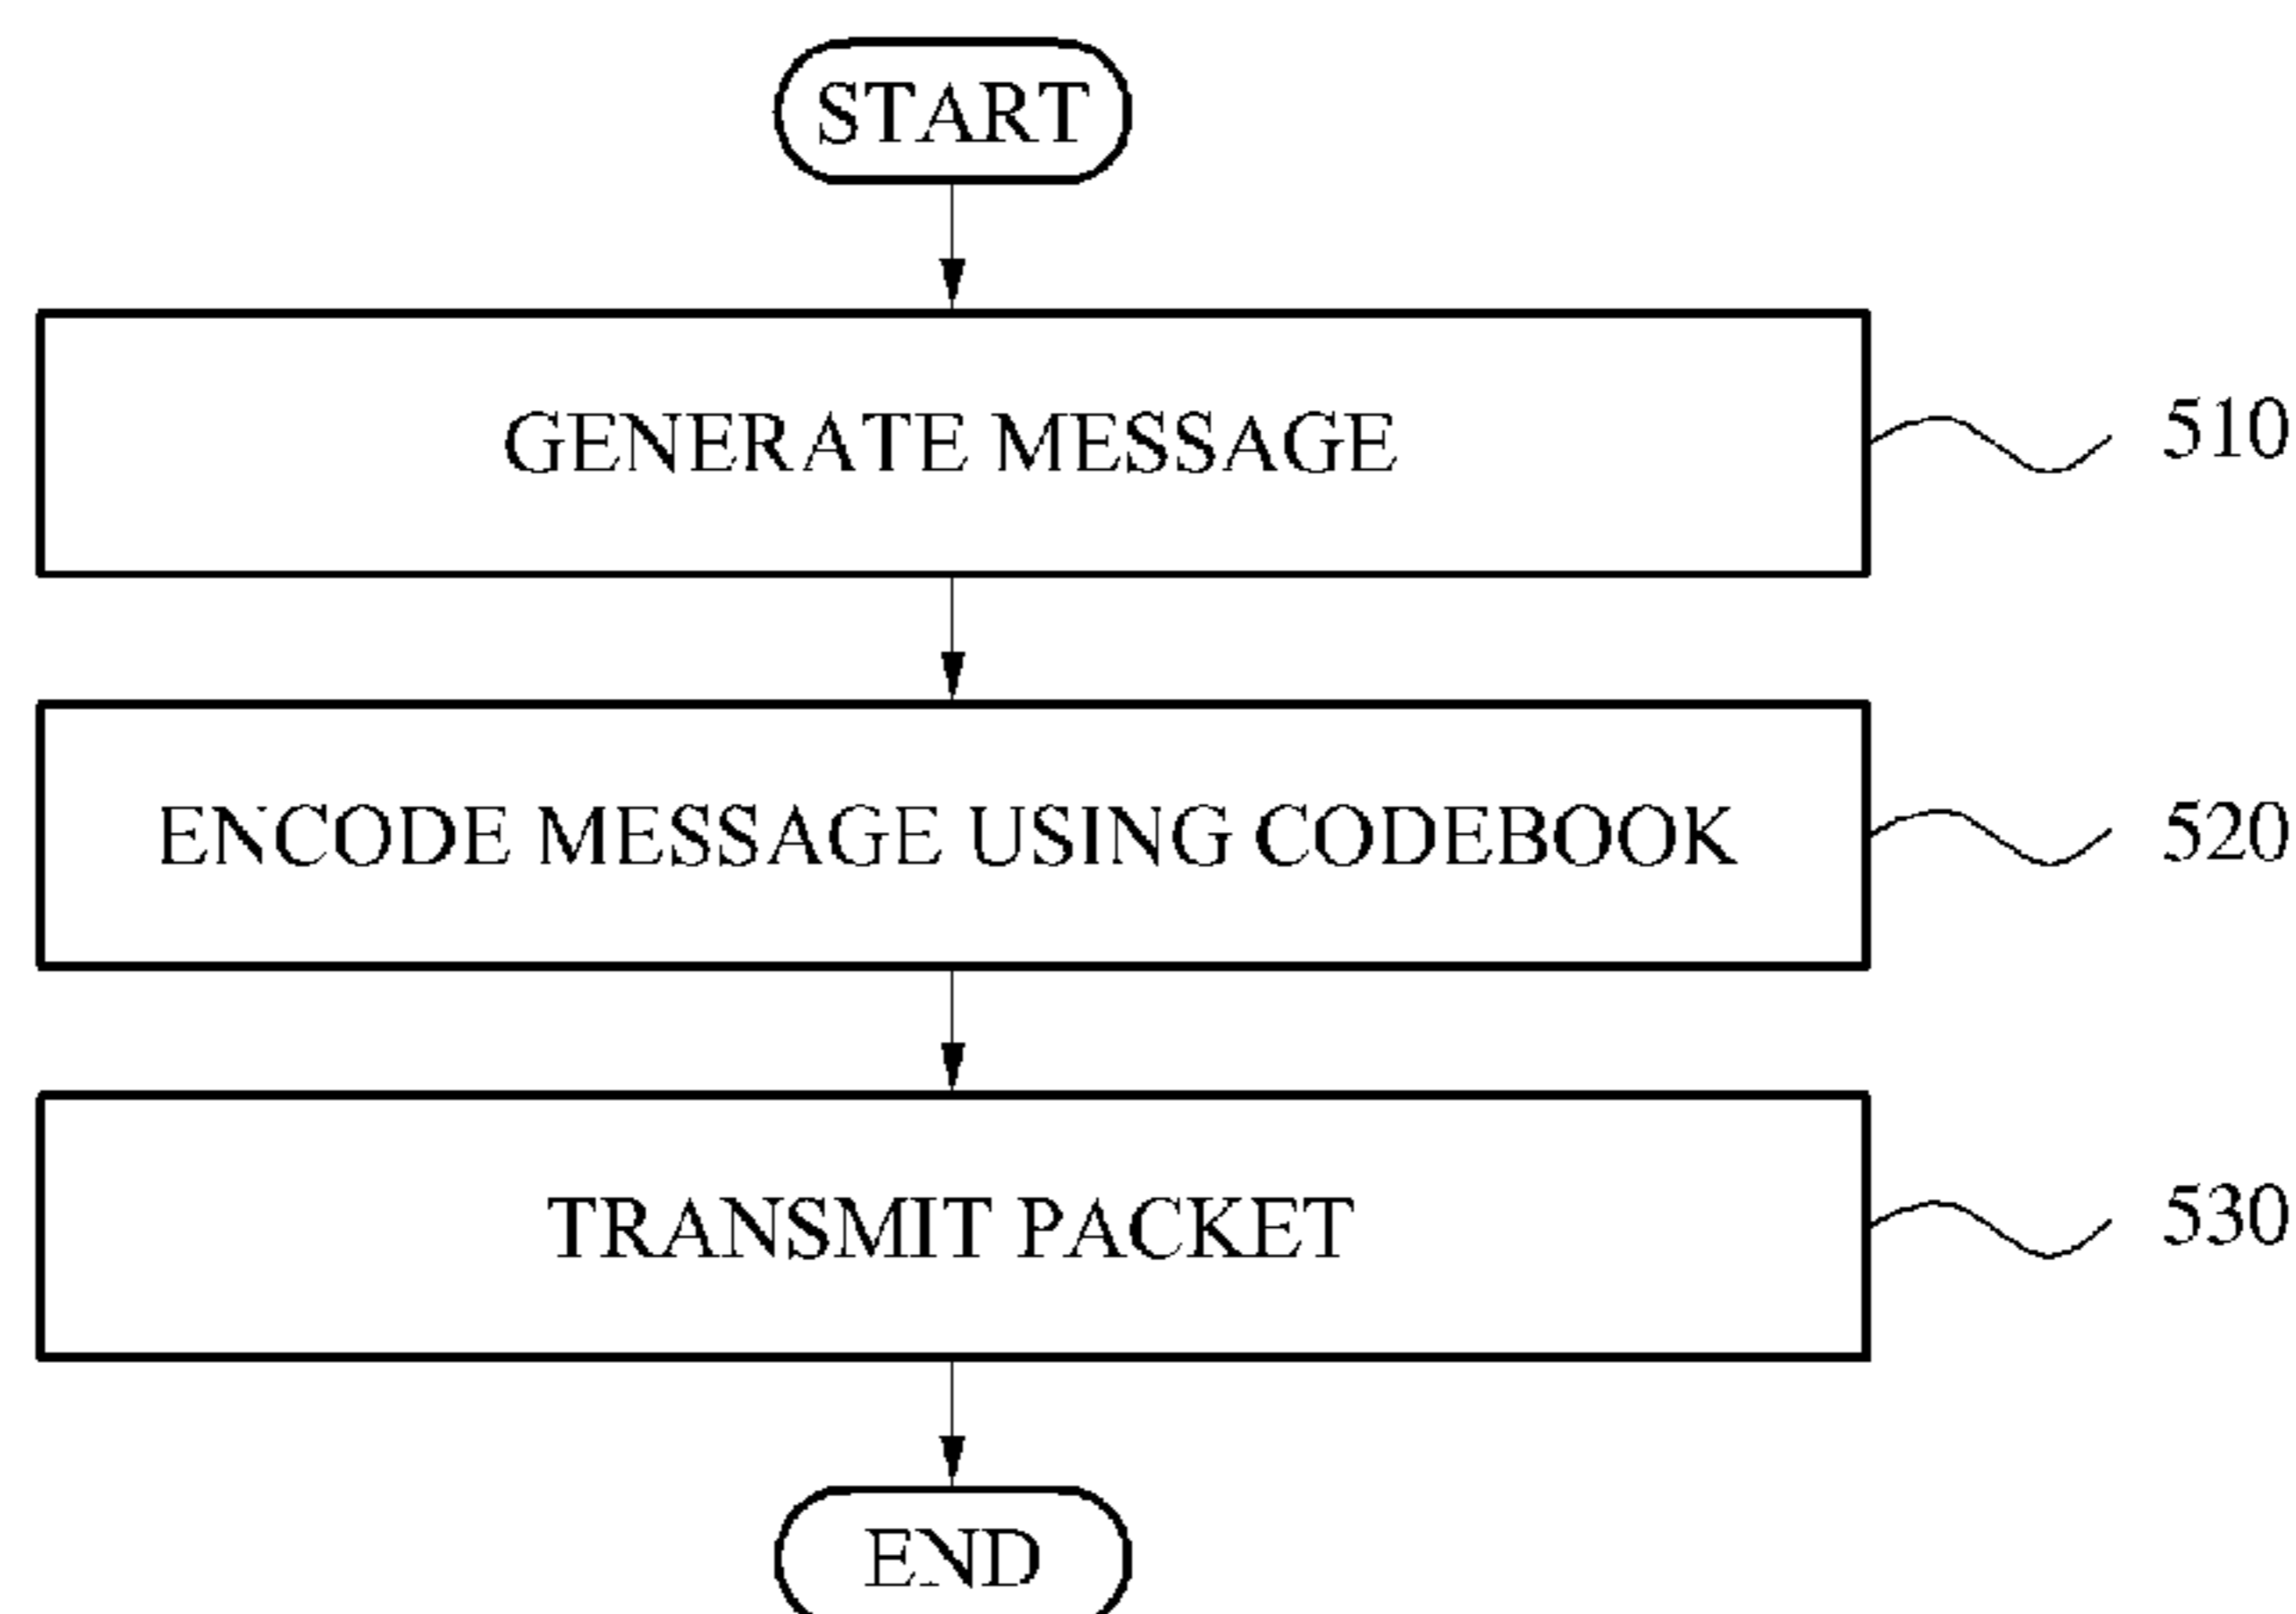 START
GENERATE MESSAGE
510
ENCODE MESSAGE USING CODEBOOK
520
TRANSMIT PACKET
530
END